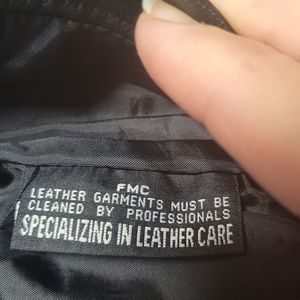 FMC
LEATHER GARMENTS MUST BE
CLEANED BY PROFESSIONALS
SPECIALIZING IN LEATHER CARE